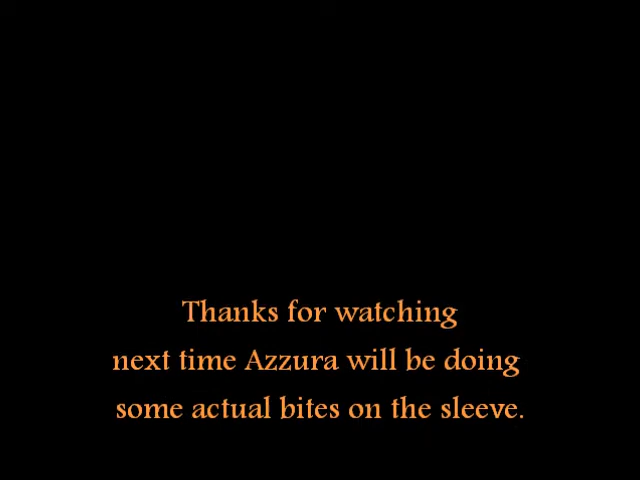 Thanks for watching
next time Azzura will be doing
some actual bites on the sleeve.